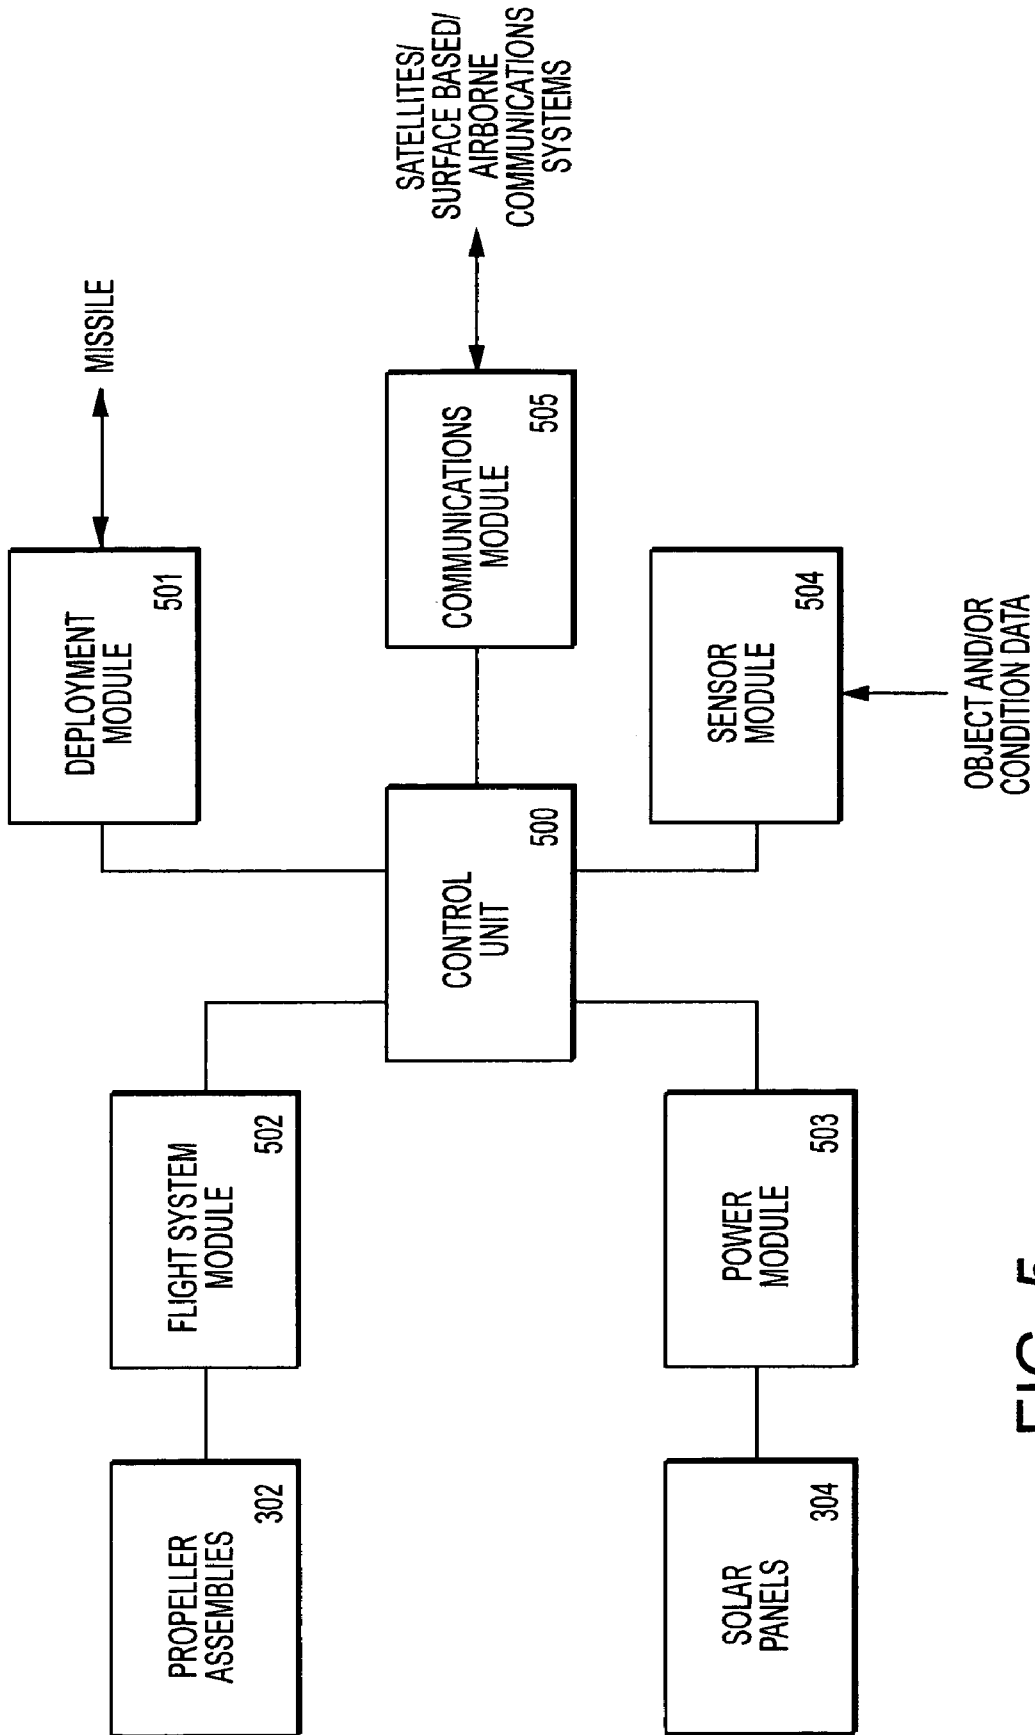 DEPLOYMENT
MODULE
501
MISSILE
FLIGHT SYSTEM
MODULE
502
PROPELLER
ASSEMBLIES
302
CONTROL
UNIT
500
COMMUNICATIONS
MODULE
505
SATELLITES/
SURFACE BASED/
AIRBORNE
COMMUNICATIONS
SYSTEMS
SOLAR
PANELS
304
POWER
MODULE
503
SENSOR
MODULE
504
OBJECT AND/OR
CONDITION DATA
FIG. 5